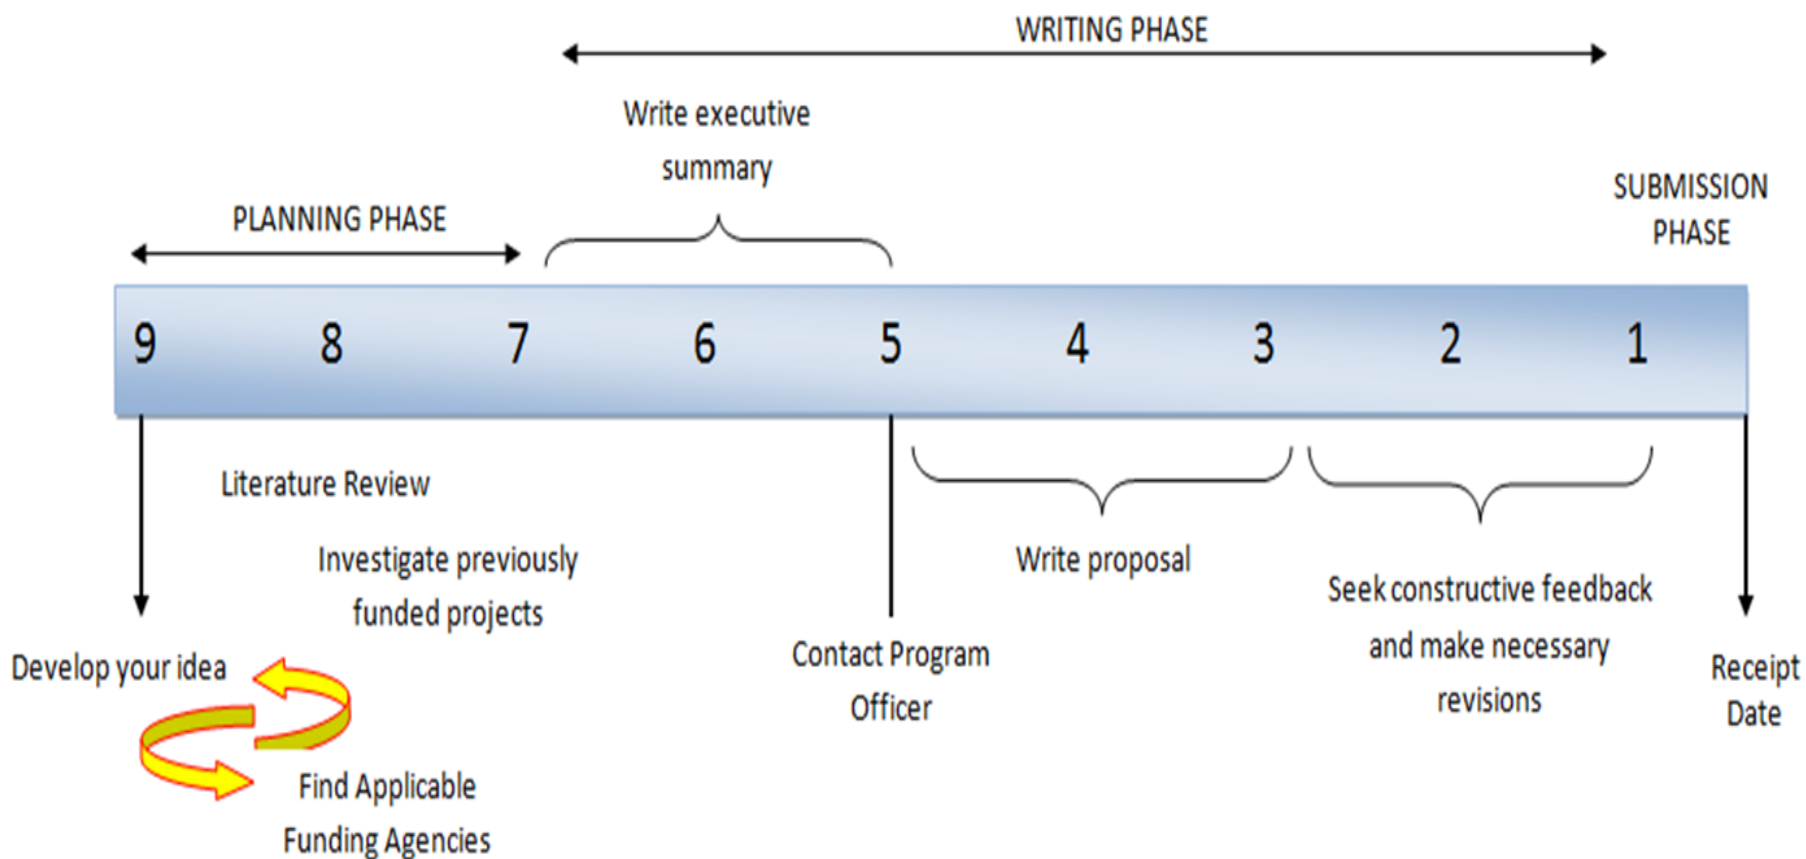 WRITING PHASE
Write executive
summary
SUBMISSION
PHASE
PLANNING PHASE
9 8 7 6 5 4 3 2 1
Literature Review
Investigate previously
funded projects
Write proposal
Seek constructive feedback
and make necessary
revisions
Contact Program
Officer
Develop your idea
Receipt
Date
Find Applicable
Funding Agencies